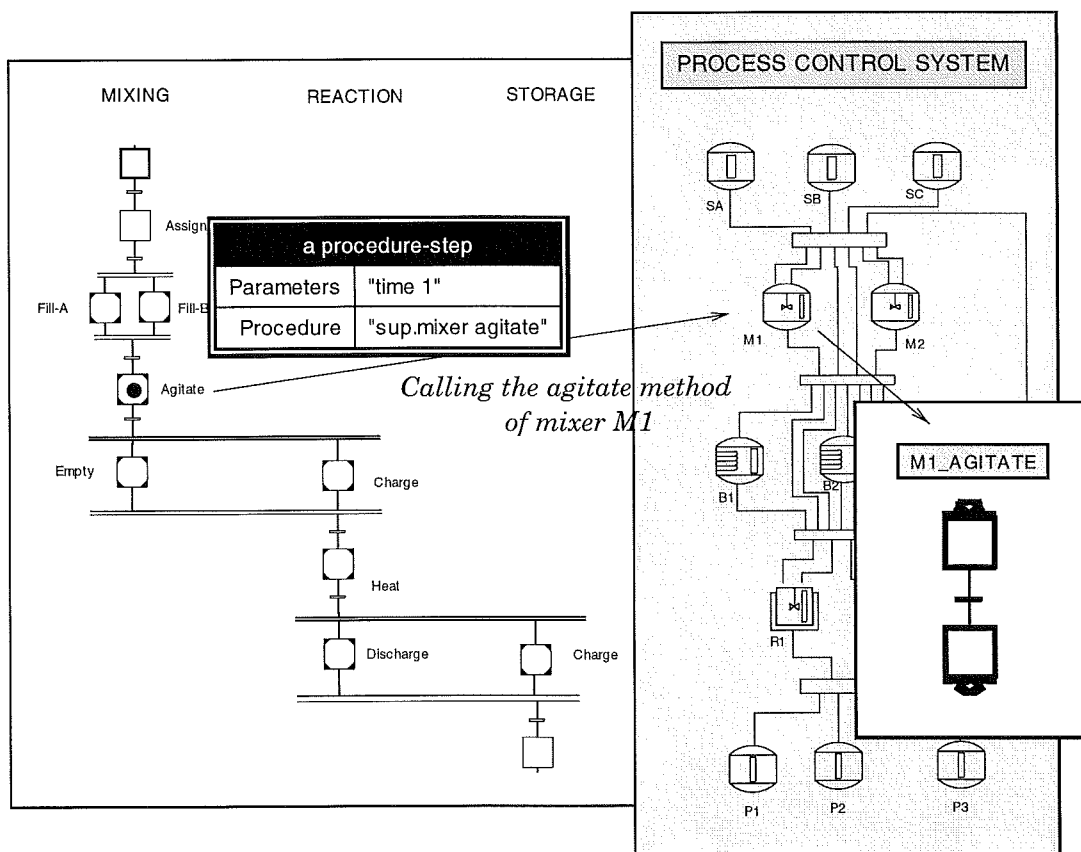 PROCESS CONTROL SYSTEM
MIXING
REACTION
STORAGE
SA
SB
SC
Assign
a procedure-step
Parameters
"time 1"
Procedure
"sup.mixer agitate"
Fill-A
Fill-B
M1
M2
Agitate
Calling the agitate method
of mixer M1
M1_AGITATE
Empty
Charge
B1
B2
Heat
R1
Discharge
Charge
P1
P2
P3